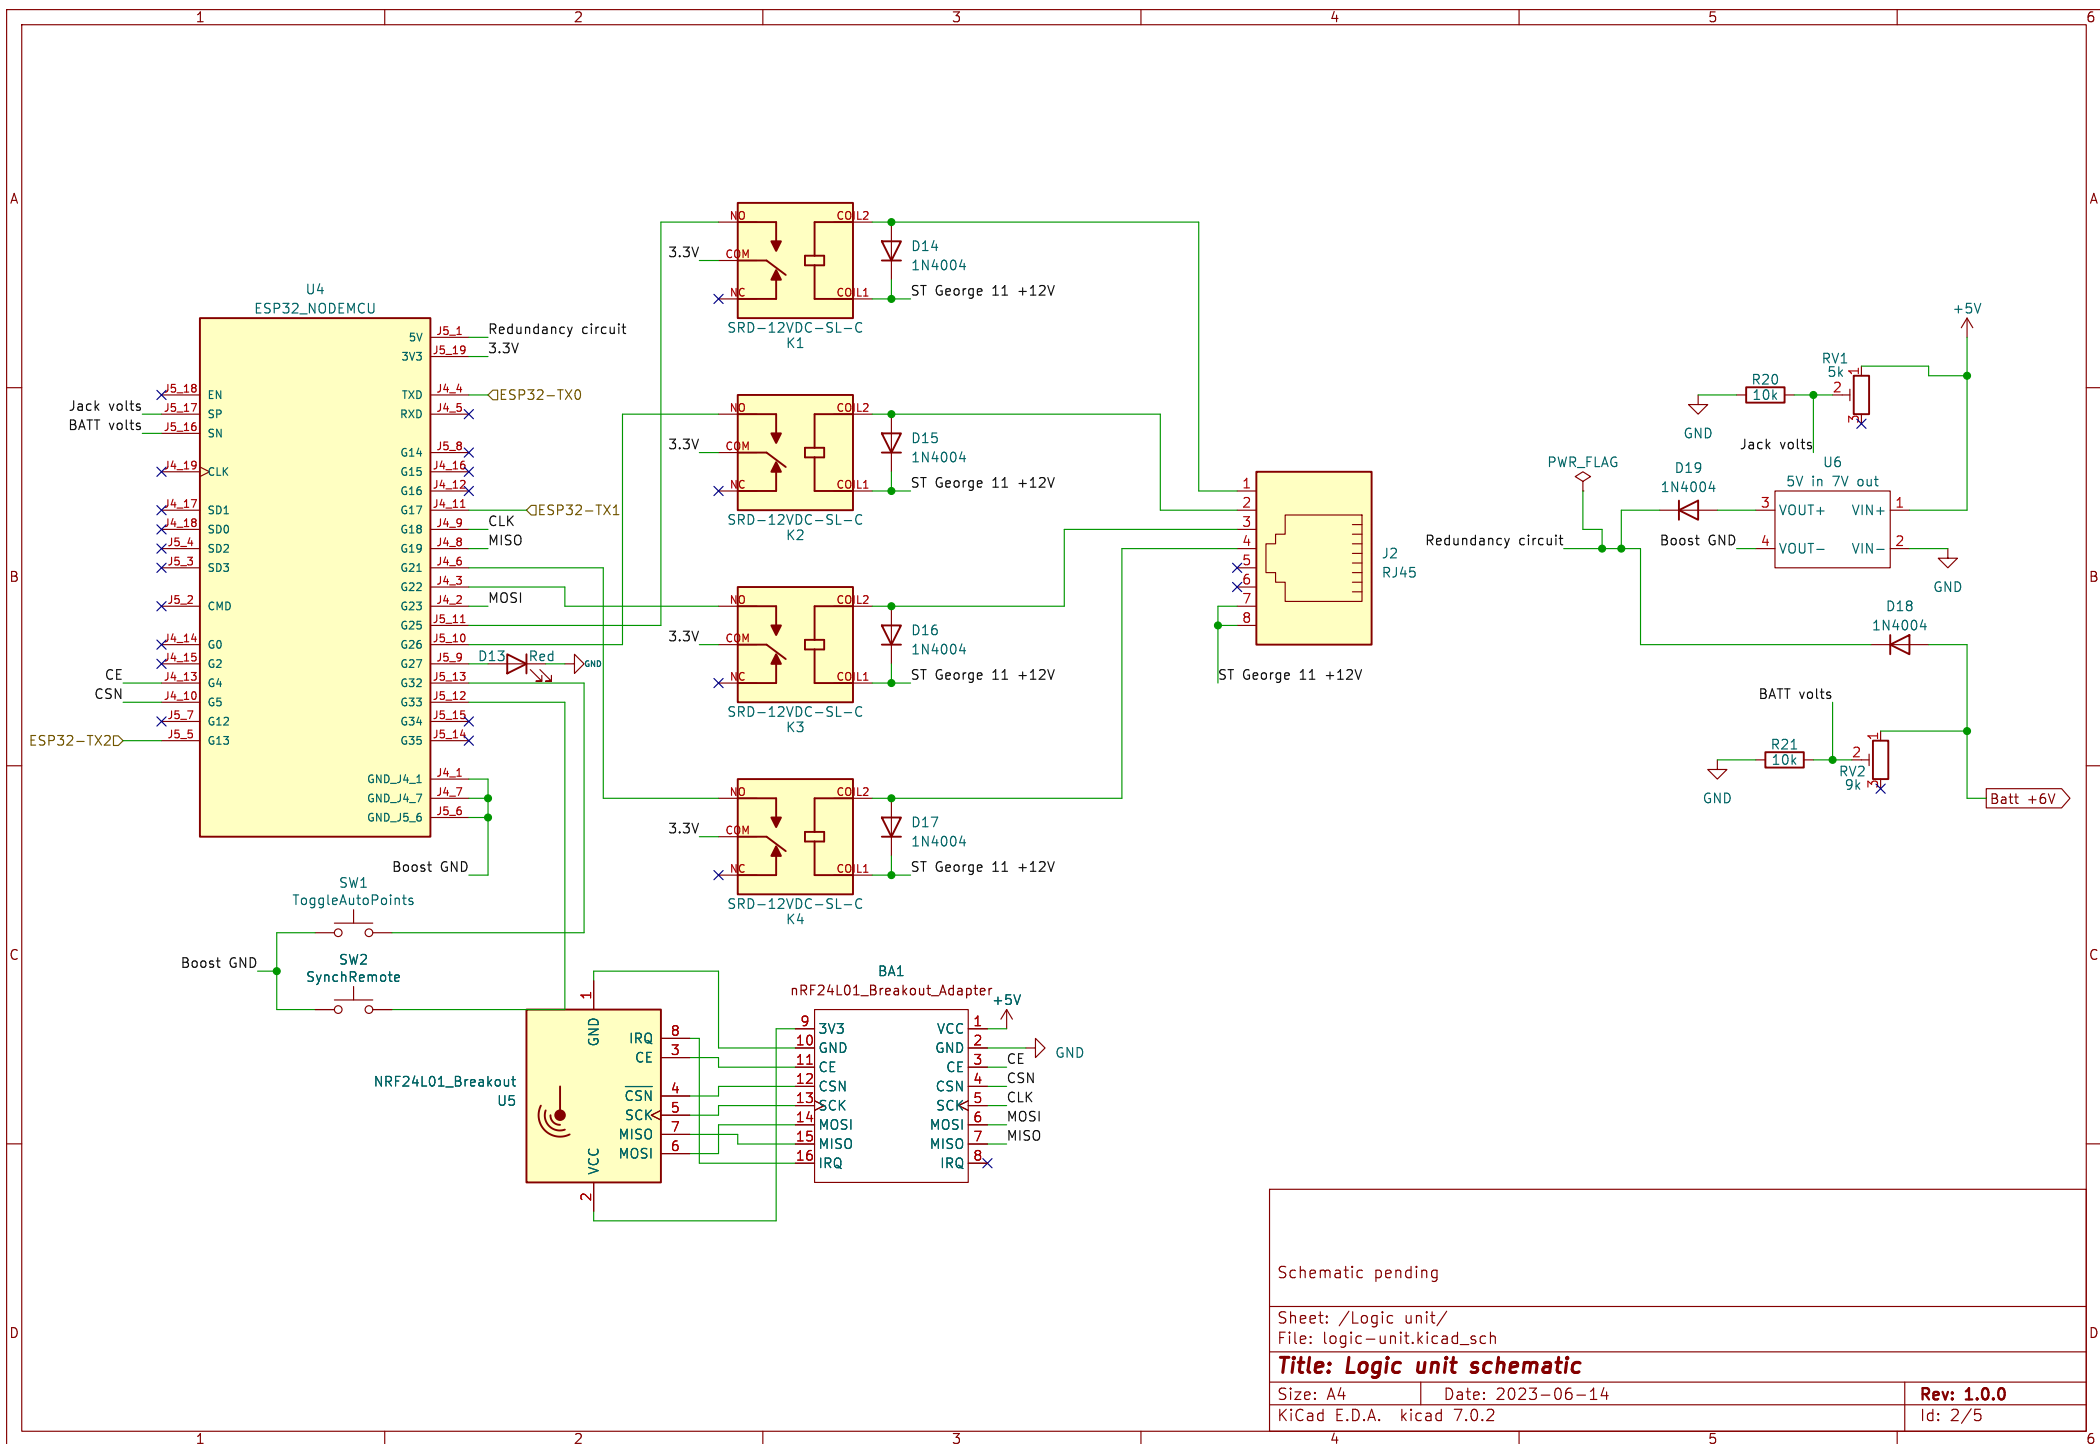 1 2 3 4 5 6
A A
B B
C C
D D
U4
ESP32_NODEMCU
5V J5_1 Redundancy circuit
3V3 J5_19 3.3V
J5_18 EN TXD J4_4 ESP32-TX0
Jack volts J5_17 SP RXD J4_5
BATT volts J5_16 SN
G14 J5_8
J4_19 CLK G15 J4_16
G16 J4_12
J4_17 SD1 G17 J4_11 ESP32-TX1
J4_18 SD0 G18 J4_9 CLK
J5_4 SD2 G19 J4_8 MISO
J5_3 SD3 G21 J4_6
G22 J4_3
J5_2 CMD G23 J4_2 MOSI
G25 J5_11
J4_14 G0 G26 J5_10
J4_15 G2 G27 J5_9 D13 Red GND
CE J4_13 G4 G32 J5_13
CSN J4_10 G5 G33 J5_12
J5_7 G12 G34 J5_15
ESP32-TX2 J5_5 G13 G35 J5_14
GND_J4_1 J4_1
GND_J4_7 J4_7
GND_J5_6 J5_6
Boost GND
SW1
ToggleAutoPoints
Boost GND
SW2
SynchRemote
NO COIL2
3.3V COM
NC COIL1
D14
1N4004
ST George 11 +12V
SRD-12VDC-SL-C
K1
NO COIL2
3.3V COM
NC COIL1
D15
1N4004
ST George 11 +12V
SRD-12VDC-SL-C
K2
NO COIL2
3.3V COM
NC COIL1
D16
1N4004
ST George 11 +12V
SRD-12VDC-SL-C
K3
NO COIL2
3.3V COM
NC COIL1
D17
1N4004
ST George 11 +12V
SRD-12VDC-SL-C
K4
1
2
3
4
5
6
7
8
J2
RJ45
ST George 11 +12V
+5V
RV1
5k
1
2
3
R20
10k
GND
Jack volts
PWR_FLAG
D19
1N4004
U6
5V in 7V out
3 VOUT+ VIN+ 1
4 VOUT- VIN- 2
Redundancy circuit
Boost GND
GND
D18
1N4004
BATT volts
R21
10k
GND
RV2
9k
1
2
3
Batt +6V
NRF24L01_Breakout
U5
1
GND
IRQ 8
CE 3
CSN 4
SCK 5
MISO 7
MOSI 6
VCC
2
BA1
nRF24L01_Breakout_Adapter
+5V
9 3V3 VCC 1
10 GND GND 2 GND
11 CE CE 3 CE
12 CSN CSN 4 CSN
13 SCK SCK 5 CLK
14 MOSI MOSI 6 MOSI
15 MISO MISO 7 MISO
16 IRQ IRQ 8
Schematic pending
Sheet: /Logic unit/
File: logic-unit.kicad_sch
Title: Logic unit schematic
Size: A4 Date: 2023-06-14 Rev: 1.0.0
KiCad E.D.A. kicad 7.0.2 Id: 2/5
1 2 3 4 5 6